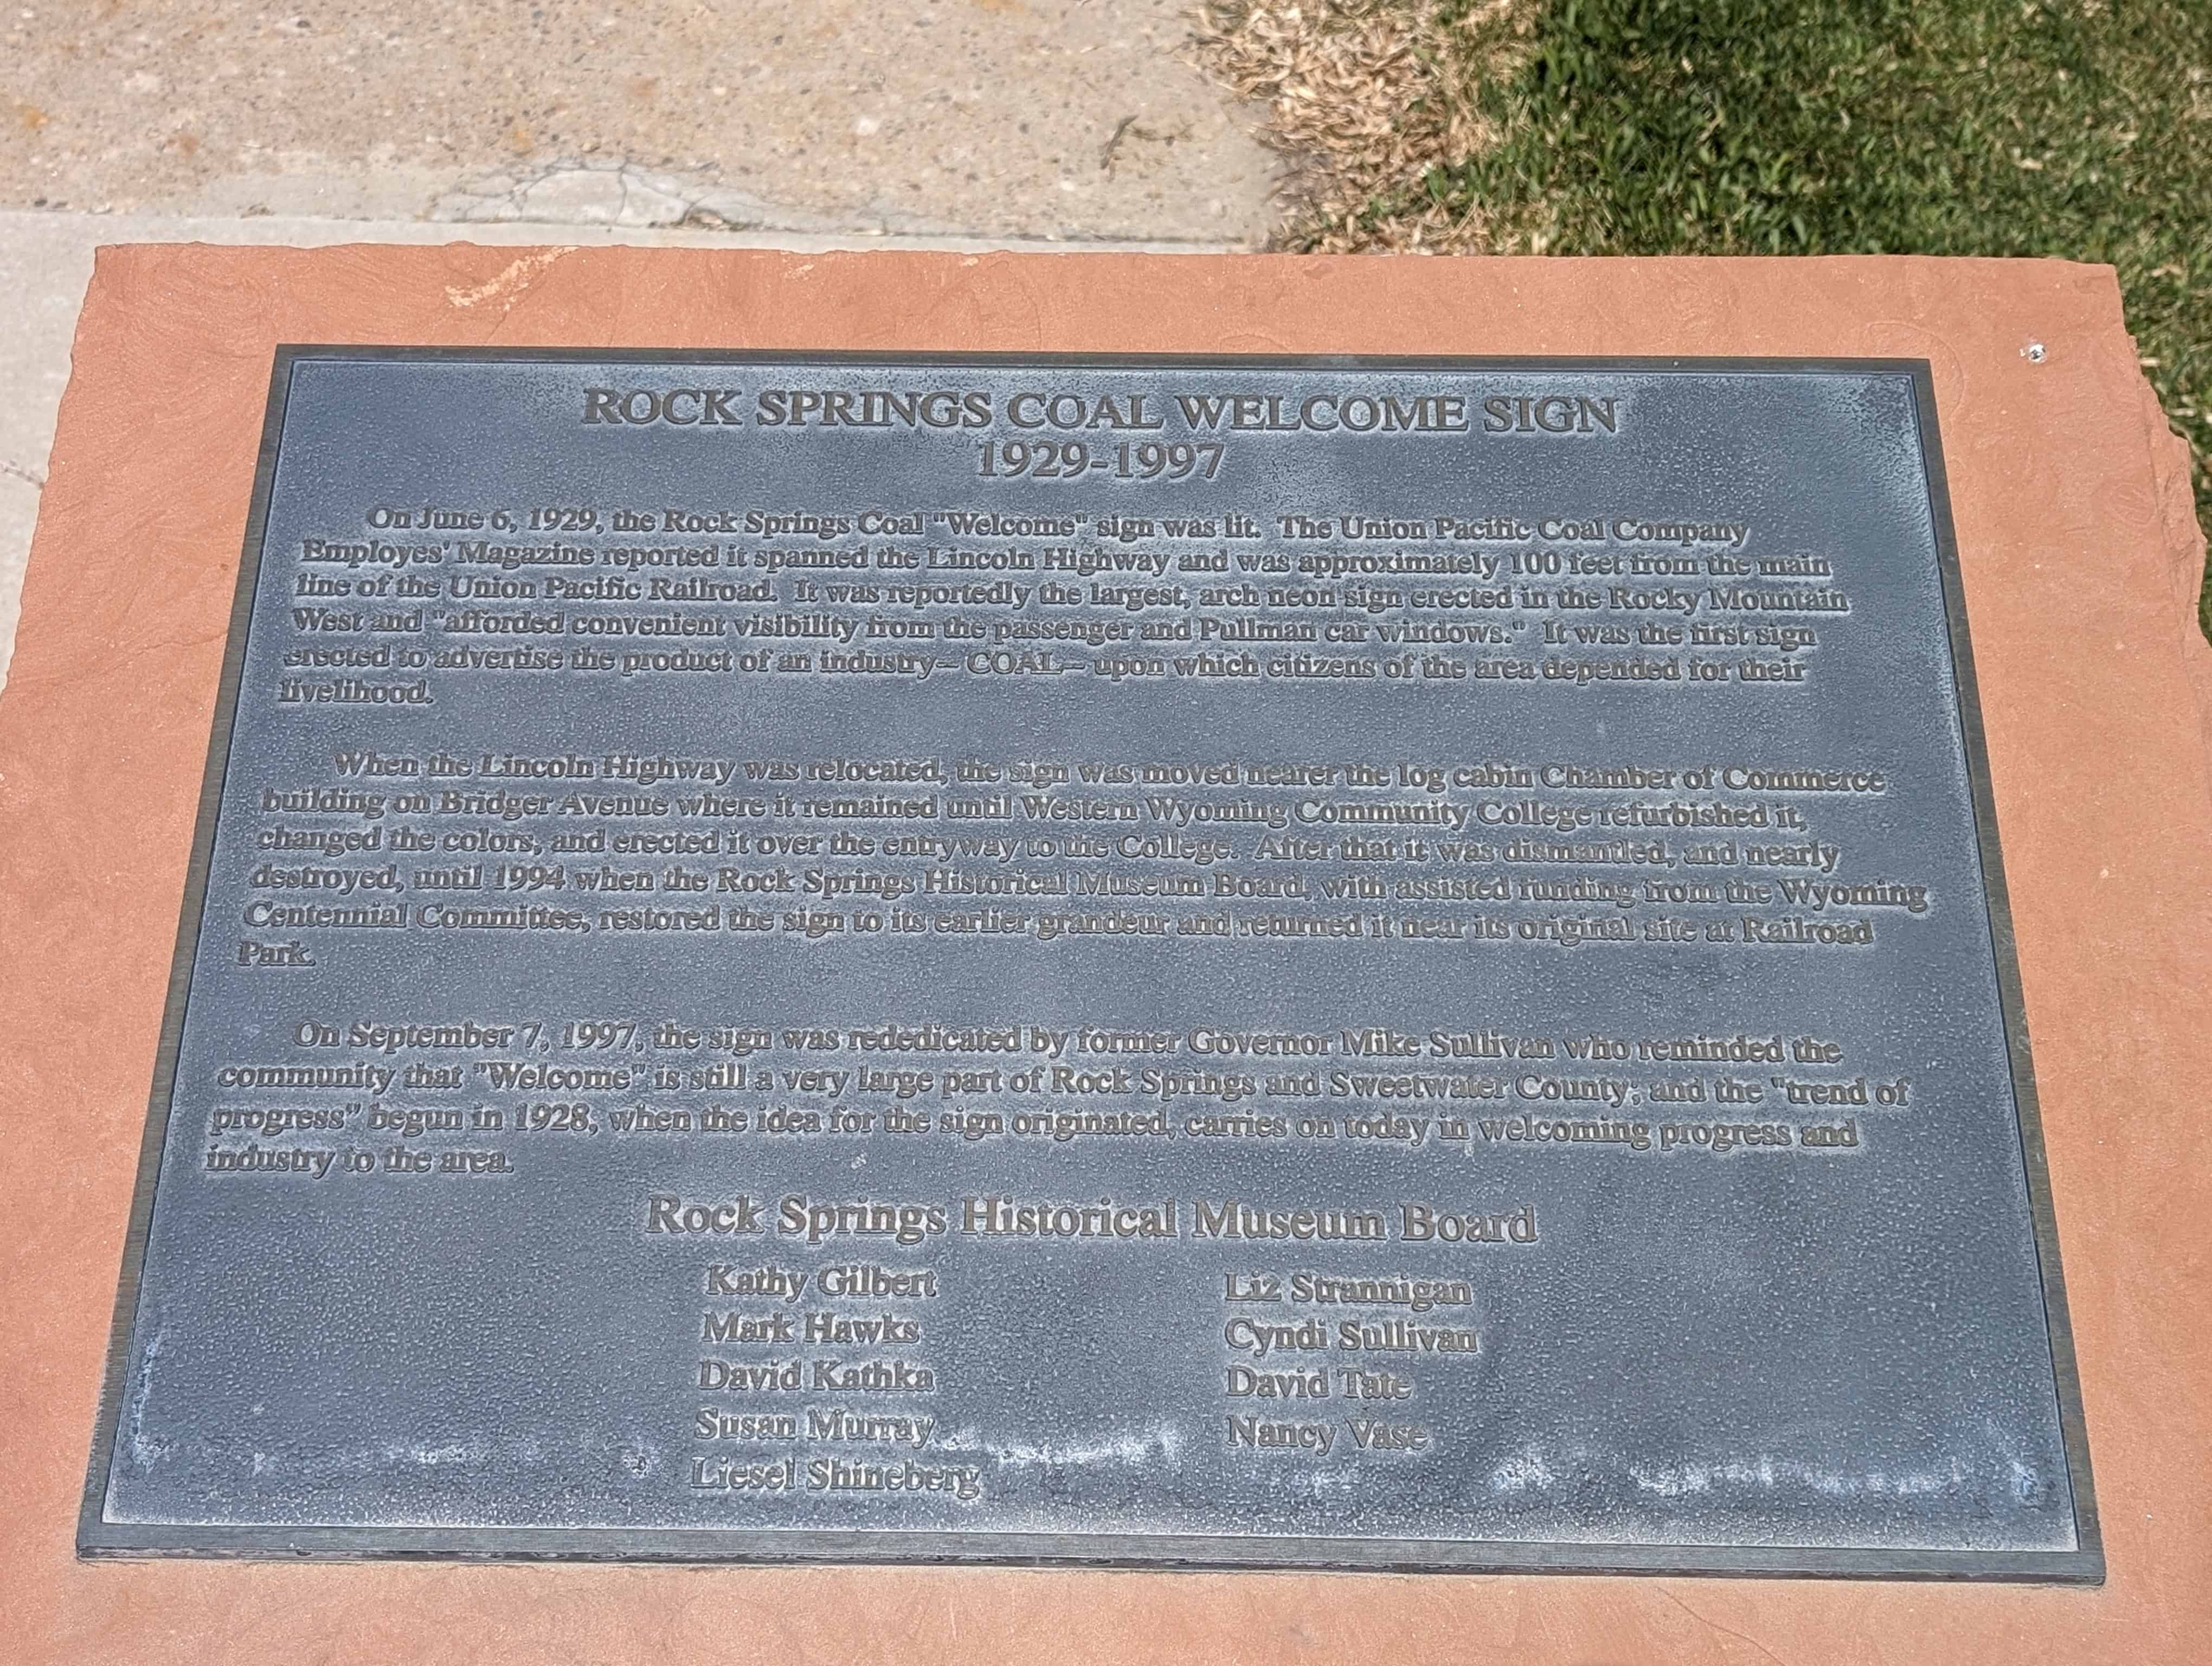 ROCK SPRINGS COAL WELCOME SIGN
1929-1997
On June 6, 1929, the Rock Springs Coal "Welcome" sign was lit. The Union Pacific Coal Company
Employes' Magazine reported it spanned the Lincoln Highway and was approximately 100 feet from the main
line of the Union Pacific Railroad. It was reportedly the largest, arch neon sign erected in the Rocky Mountain
West and "afforded convenient visibility from the passenger and Pullman car windows." It was the first sign
erected to advertise the product of an industry-- COAL-- upon which citizens of the area depended for their
livelihood.
When the Lincoln Highway was relocated, the sign was moved nearer the log cabin Chamber of Commerce
building on Bridger Avenue where it remained until Western Wyoming Community College refurbished it,
changed the colors, and erected it over the entryway to the College. After that it was dismantled, and nearly
destroyed, until 1994 when the Rock Springs Historical Museum Board, with assisted funding from the Wyoming
Centennial Committee, restored the sign to its earlier grandeur and returned it near its original site at Railroad
Park.
On September 7, 1997, the sign was rededicated by former Governor Mike Sullivan who reminded the
community that "Welcome" is still a very large part of Rock Springs and Sweetwater County; and the "trend of
progress" begun in 1928, when the idea for the sign originated, carries on today in welcoming progress and
industry to the area.
Rock Springs Historical Museum Board
Kathy Gilbert
Mark Hawks
David Kathka
Susan Murray
Liesel Shineberg
Liz Strannigan
Cyndi Sullivan
David Tate
Nancy Vase